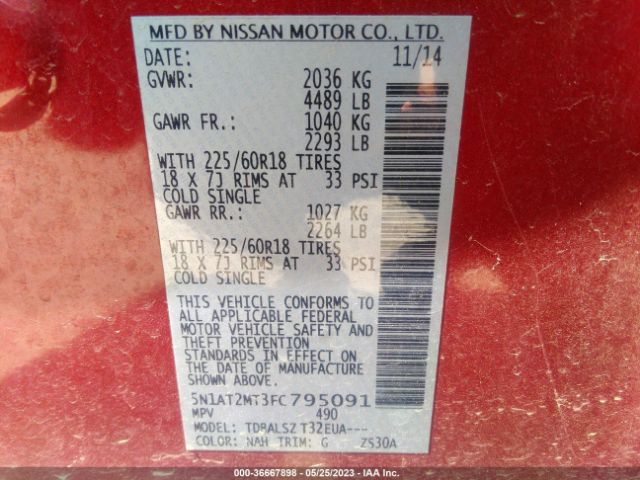 MFD BY NISSAN MOTOR CO., LTD.
DATE: 11/14
GVWR: 2036 KG
4489 LB
GAWR FR.: 1040 KG
2293 LB
WITH 225/60R18 TIRES
18 X 7J RIMS AT 33 PSI
COLD SINGLE
GAWR RR.: 1027 KG
2264 LB
WITH 225/60R18 TIRES
18 X 7J RIMS AT 33 PSI
COLD SINGLE
THIS VEHICLE CONFORMS TO
ALL APPLICABLE FEDERAL
MOTOR VEHICLE SAFETY AND
THEFT PREVENTION
STANDARDS IN EFFECT ON
THE DATE OF MANUFACTURE
SHOWN ABOVE.
5N1AT2MT3FC795091
MPV 490
MODEL: TDBALSZ T32EUA---
COLOR: NAH TRIM: G ZS30A
000-36667898 - 05/25/2023 - IAA Inc.